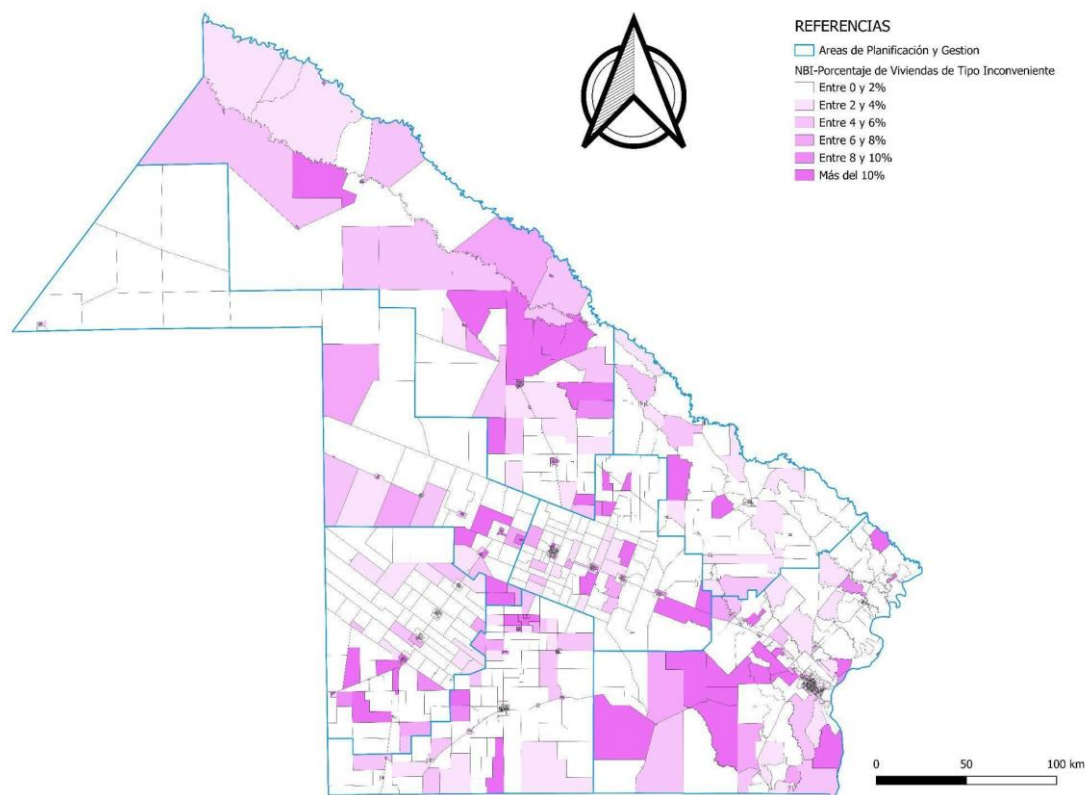 REFERENCIAS
Areas de Planificación y Gestion
NBI-Porcentaje de Viviendas de Tipo Inconveniente
Entre 0 y 2%
Entre 2 y 4%
Entre 4 y 6%
Entre 6 y 8%
Entre 8 y 10%
Más del 10%
0 50 100 km